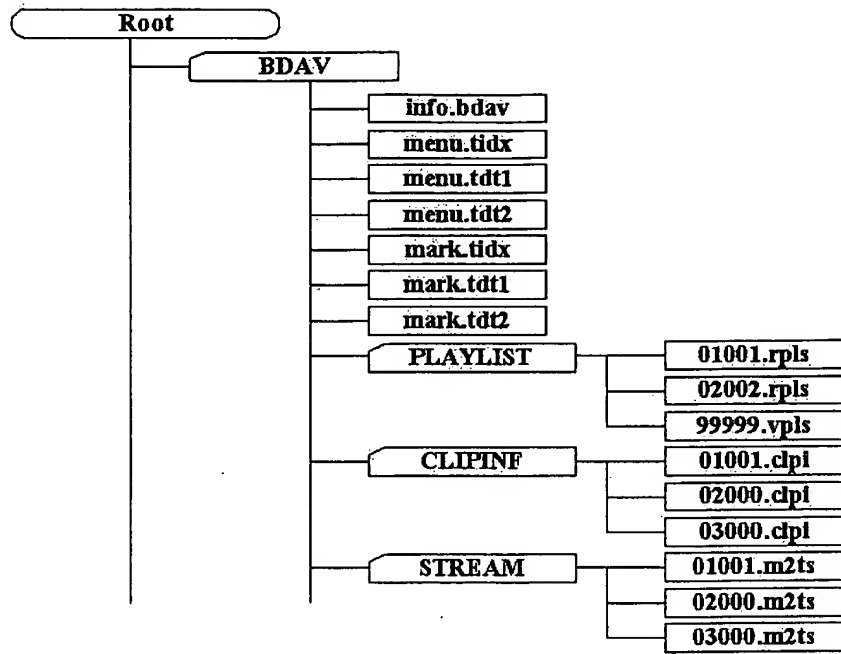 Root
BDAV
info.bdav
menu.tidx
menu.tdt1
menu.tdt2
mark.tidx
mark.tdt1
mark.tdt2
PLAYLIST
01001.rpls
02002.rpls
99999.vpls
CLIPINF
01001.clpi
02000.clpi
03000.clpi
STREAM
01001.m2ts
02000.m2ts
03000.m2ts